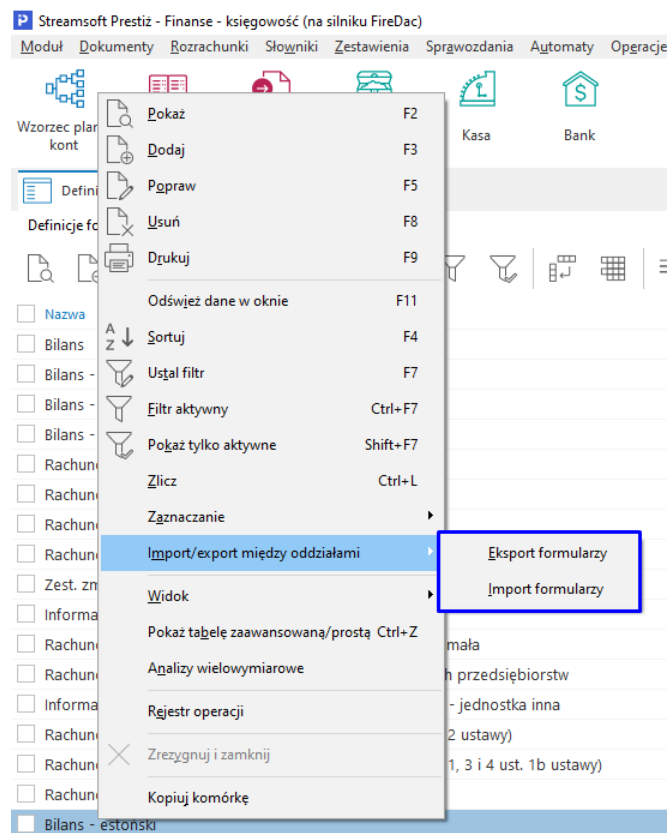 Streamsoft Prestiż - Finanse - księgowość (na silniku FireDac)
Moduł Dokumenty Rozrachunki Słowniki Zestawienia Sprawozdania Automaty Operacje
Wzorzec
kont
Kasa
Bank
Definicje
Pokaż F2
Dodaj F3
Popraw F5
Usuń F8
Drukuj F9
Odśwież dane w oknie F11
Sortuj F4
Ustal filtr F7
Filtr aktywny Ctrl+F7
Pokaż tylko aktywne Shift+F7
Zlicz Ctrl+L
Zaznaczanie
Import/export między oddziałami
Eksport formularzy
Import formularzy
Widok
Pokaż tabelę zaawansowaną/prostą Ctrl+Z
Analizy wielowymiarowe
Rejestr operacji
Zrezygnuj i zamknij
Kopiuj komórkę
Nazwa
Bilans
Bilans -
Bilans -
Bilans -
Zest.
mała
przedsiębiorstw
- jednostka inna
2 ustawy)
1, 3 i 4 ust. 1b ustawy)
Bilans - estoński